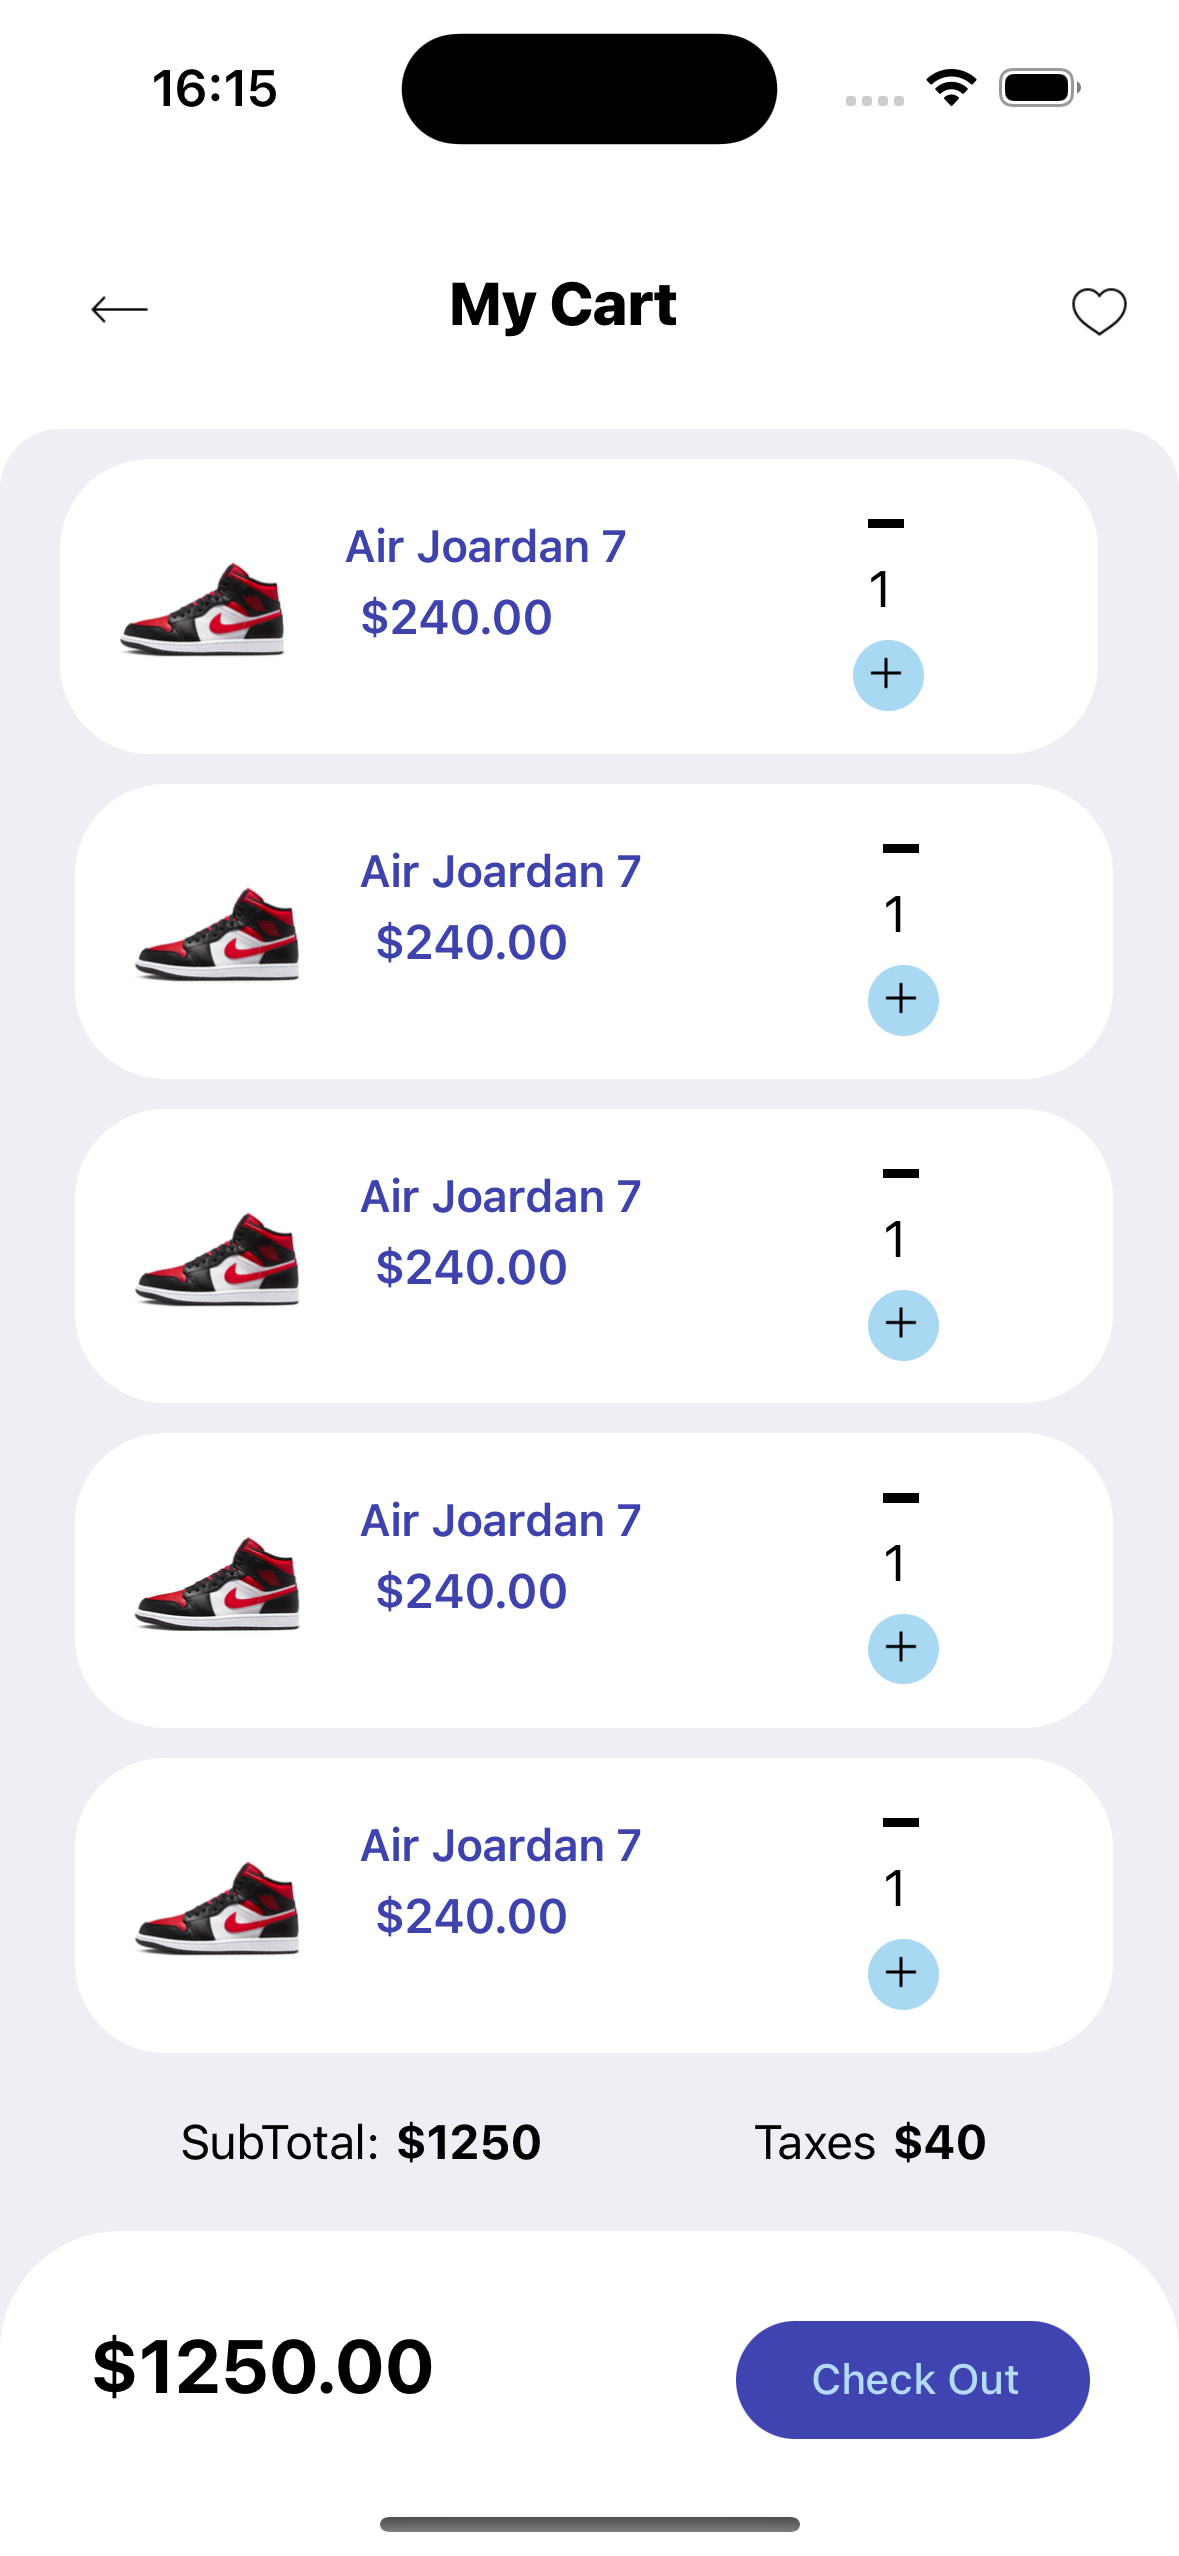 16:15
My Cart
Air Joardan 7
$240.00
1
+
Air Joardan 7
$240.00
1
+
Air Joardan 7
$240.00
1
+
Air Joardan 7
$240.00
1
+
Air Joardan 7
$240.00
1
+
SubTotal: $1250 Taxes $40
$1250.00 Check Out